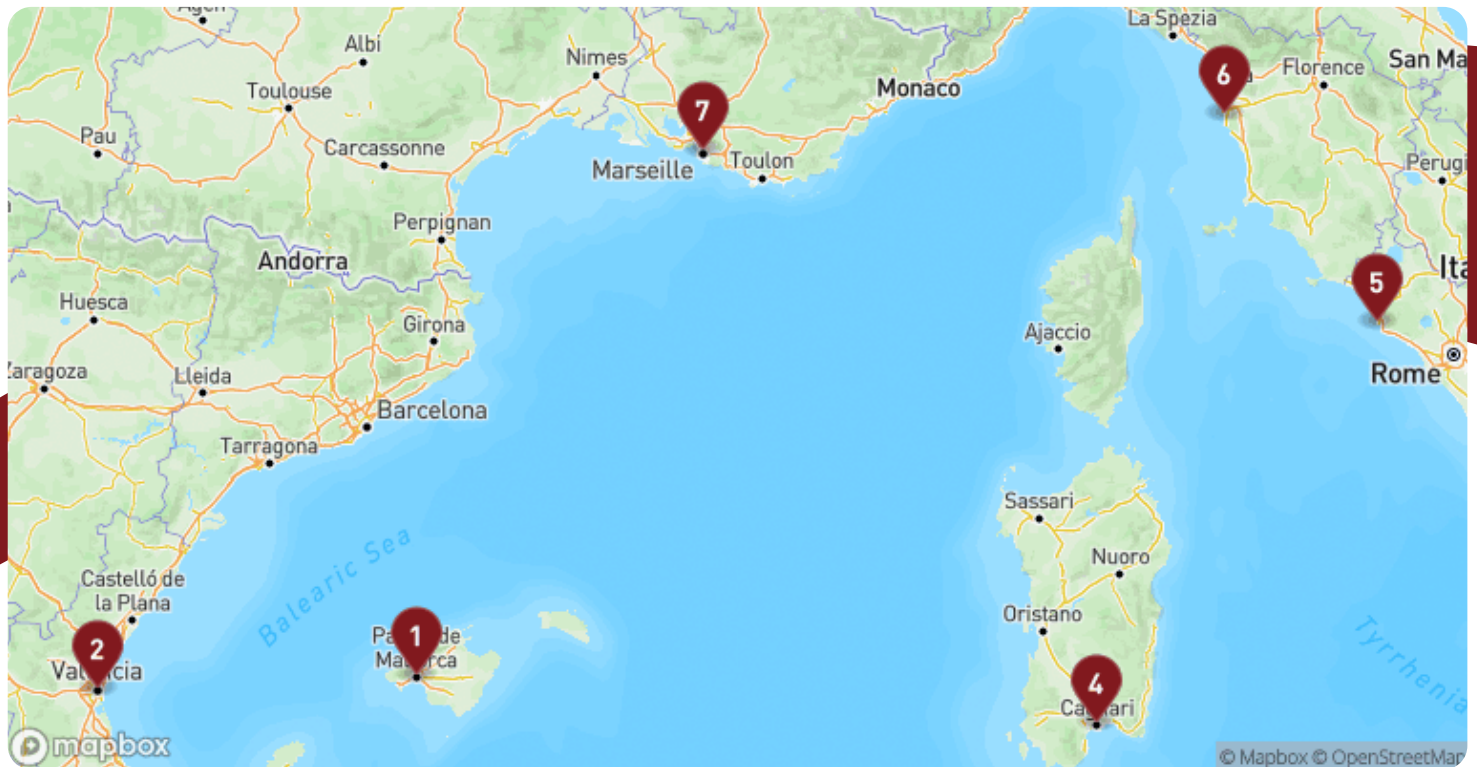 Agen
La Spezia
Albi
Nimes
6
Florence
San Ma
Toulouse
Monaco
7
Pau
Carcassonne
Marseille
Toulon
Perugi
Perpignan
Andorra
Ita
5
Huesca
Girona
Ajaccio
Zaragoza
Lleida
Rome
Barcelona
Tarragona
Sassari
Balearic Sea
Nuoro
Castelló de
la Plana
Oristano
1
2
Tyrrhenia
4
mapbox
© Mapbox © OpenStreetMap